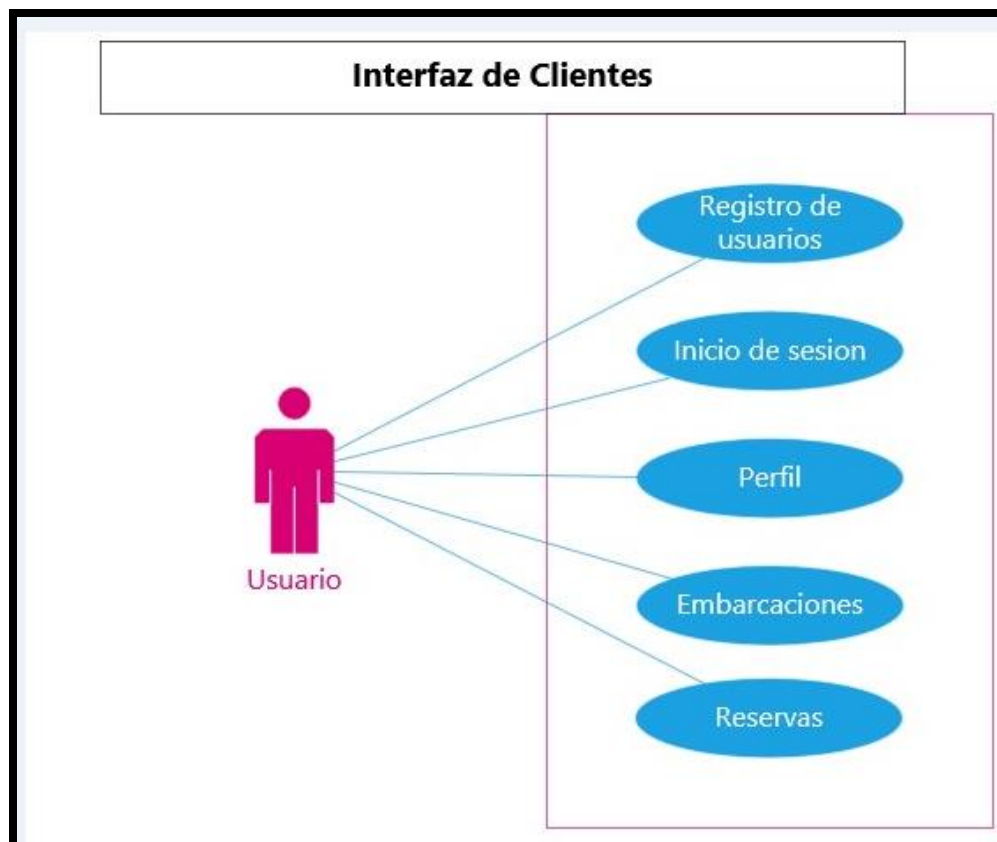 Interfaz de Clientes
Registro de
usuarios
Inicio de sesion
Perfil
Usuario
Embarcaciones
Reservas